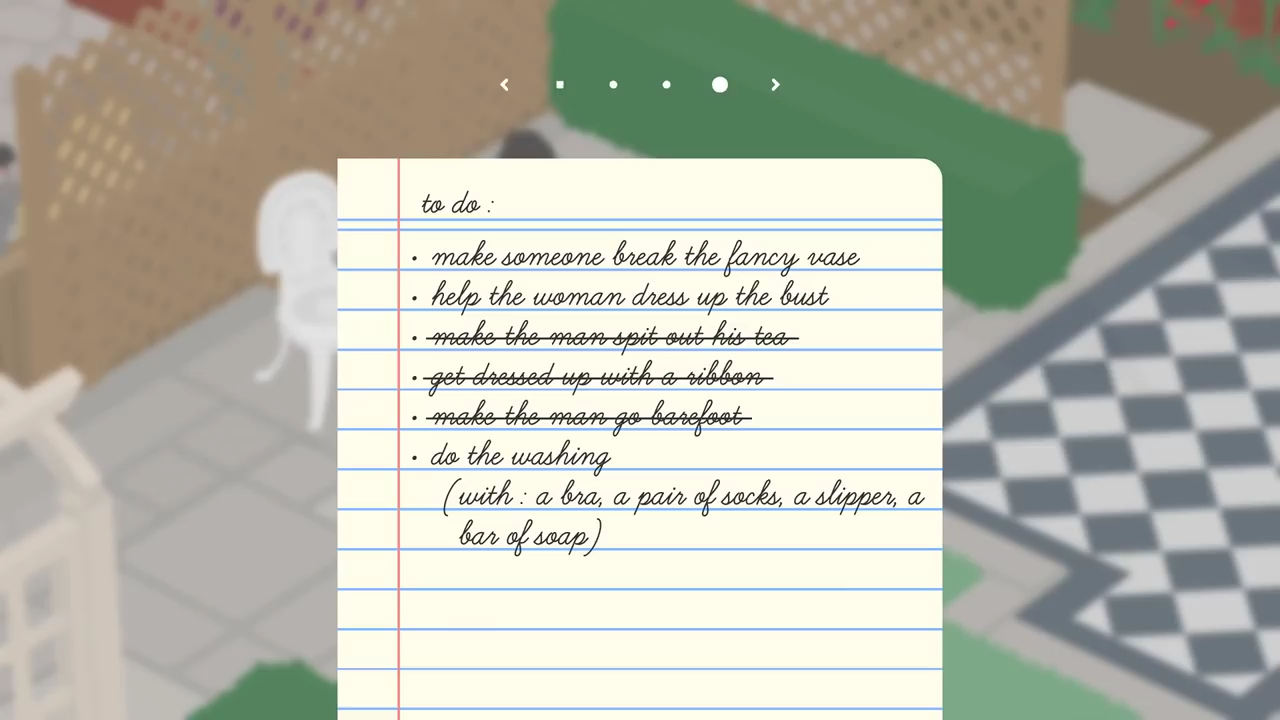 to do :
• make someone break the fancy vase
• help the woman dress up the bust
• make the man spit out his tea
• get dressed up with a ribbon
• make the man go barefoot
• do the washing
(with : a bra, a pair of socks, a slipper, a
bar of soap)